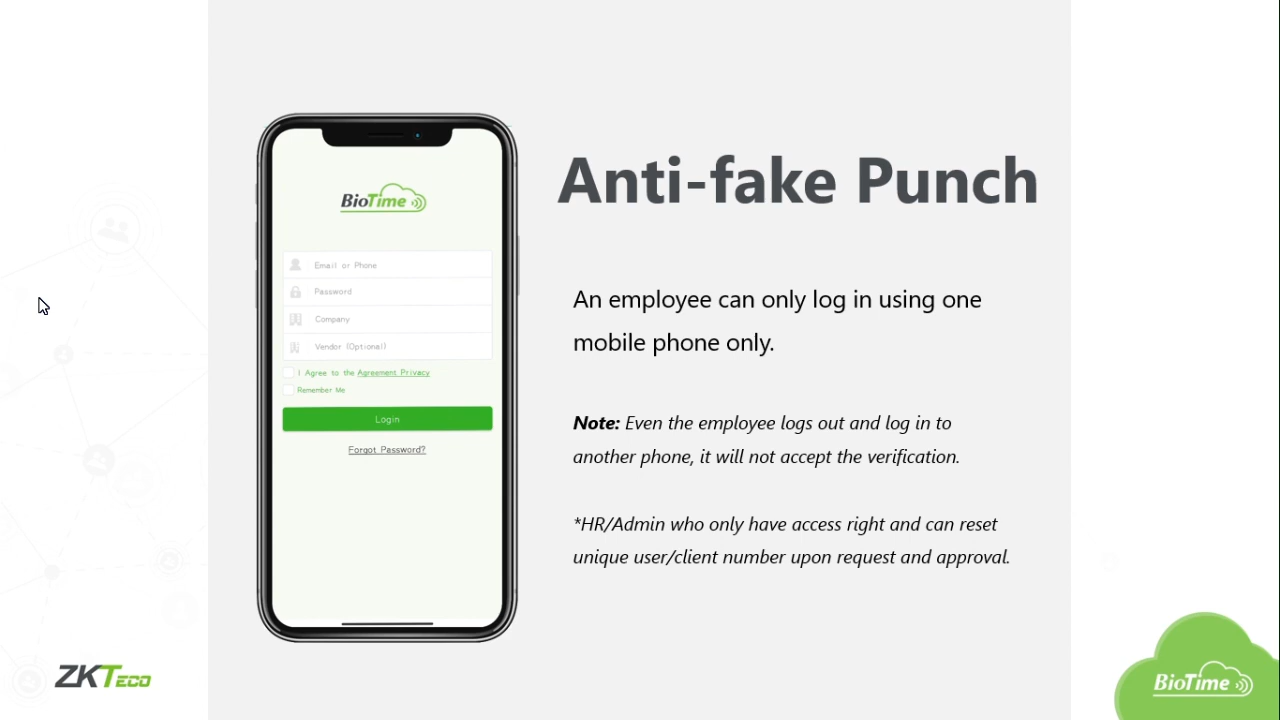 BioTime
Email or Phone
Password
Company
Vendor (Optional)
I Agree to the Agreement Privacy
Remember Me
Login
Forgot Password?
Anti-fake Punch
An employee can only log in using one
mobile phone only.
Note: Even the employee logs out and log in to
another phone, it will not accept the verification.
*HR/Admin who only have access right and can reset
unique user/client number upon request and approval.
ZKTECO
BioTime